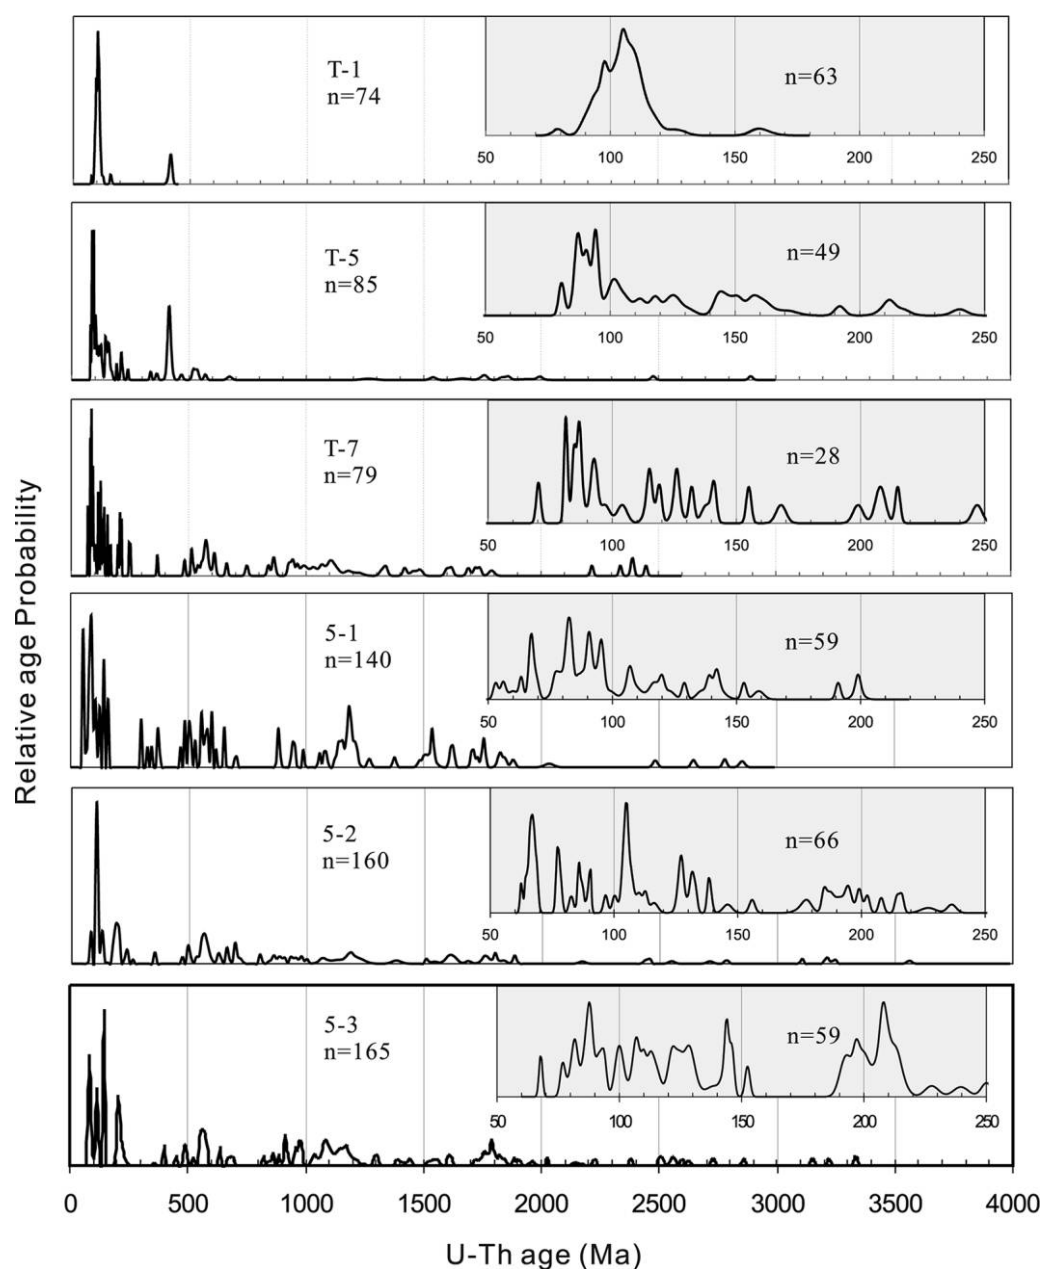 T-1
n=74
n=63
50 100 150 200 250
T-5
n=85
n=49
50 100 150 200 250
T-7
n=79
n=28
50 100 150 200 250
5-1
n=140
n=59
50 100 150 200 250
5-2
n=160
n=66
50 100 150 200 250
5-3
n=165
n=59
50 100 150 200 250
0 500 1000 1500 2000 2500 3000 3500 4000
U-Th age (Ma)
Relative age Probability